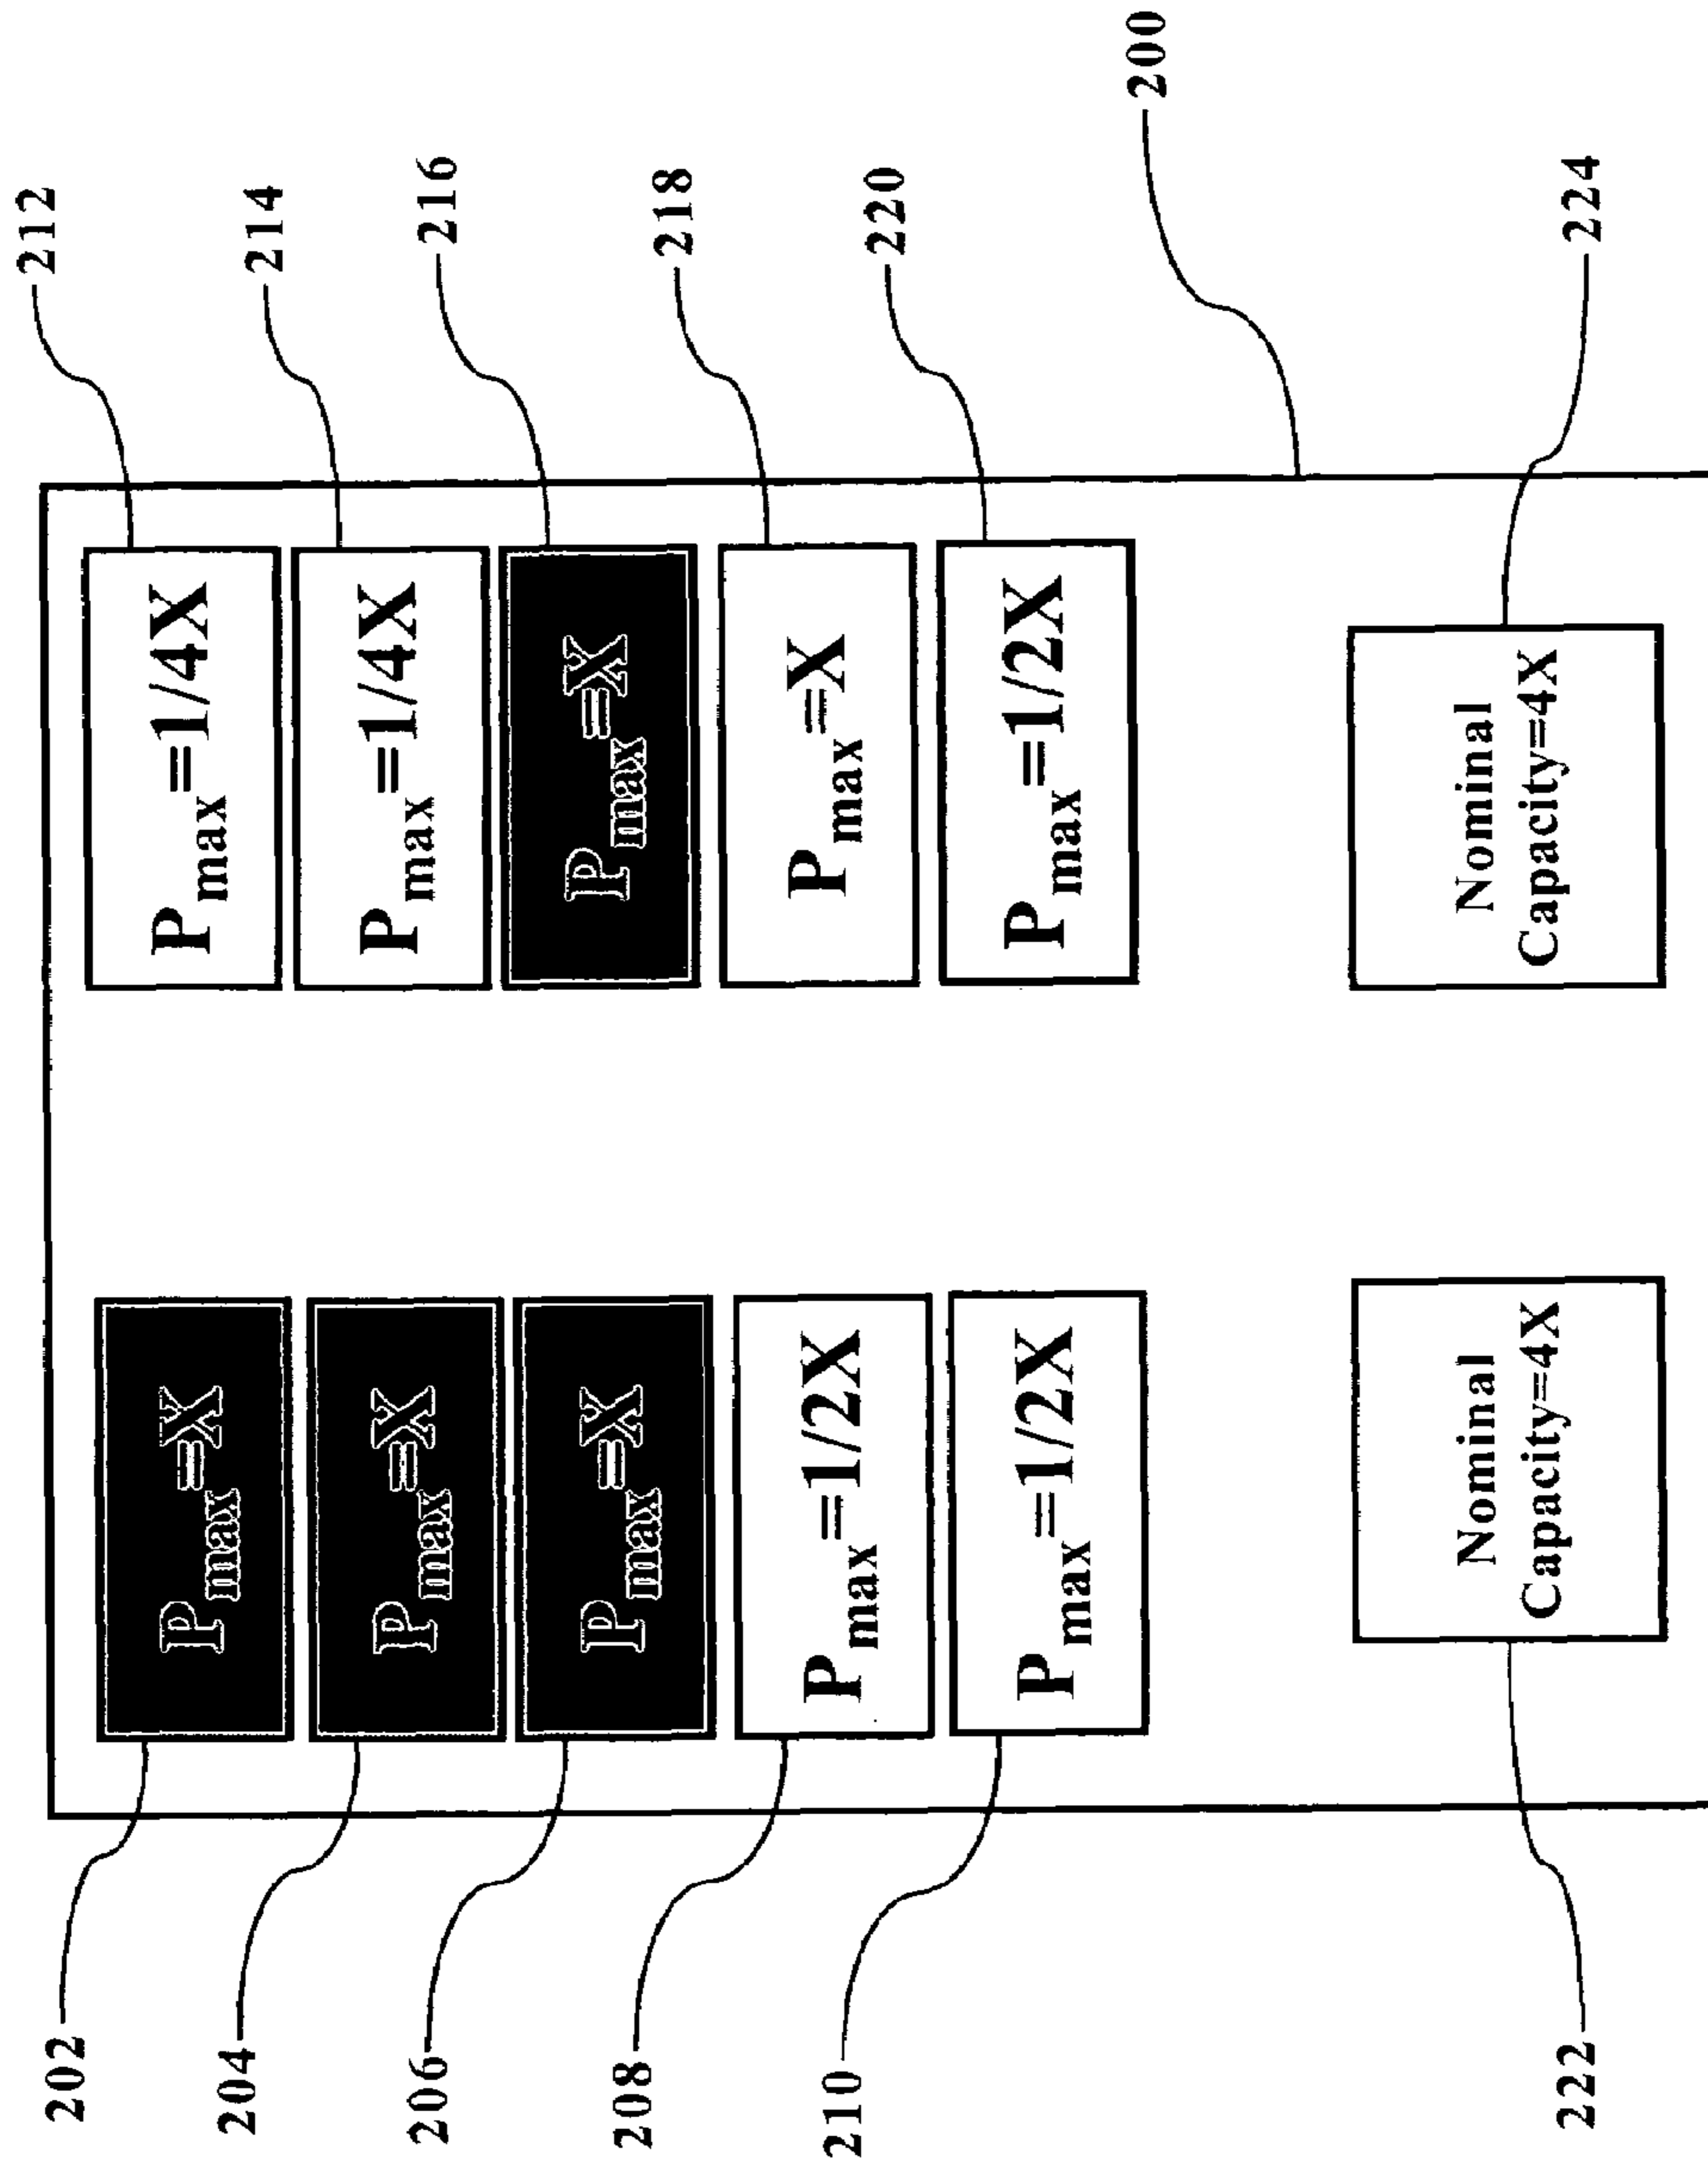 202
204
206
208
210
222
P max =X
P max =X
P max =X
P max =1/2X
P max =1/2X
Nominal
Capacity=4X
P max =1/4X
P max =1/4X
P max =X
P max =X
P max =1/2X
Nominal
Capacity=4X
212
214
216
218
220
200
224